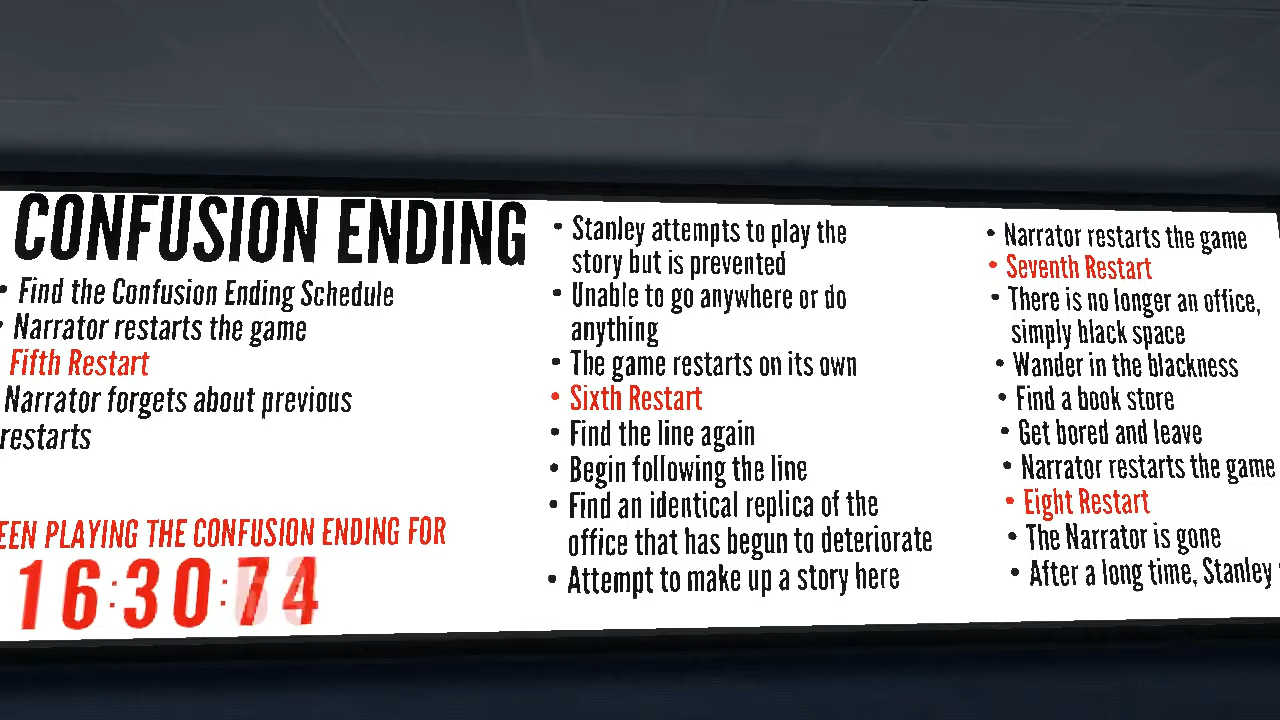 CONFUSION ENDING
• Find the Confusion Ending Schedule
• Narrator restarts the game
Fifth Restart
Narrator forgets about previous
restarts
EEN PLAYING THE CONFUSION ENDING FOR
16:30:74
• Stanley attempts to play the
story but is prevented
• Unable to go anywhere or do
anything
• The game restarts on its own
• Sixth Restart
• Find the line again
• Begin following the line
• Find an identical replica of the
office that has begun to deteriorate
• Attempt to make up a story here
• Narrator restarts the game
• Seventh Restart
• There is no longer an office,
simply black space
• Wander in the blackness
• Find a book store
• Get bored and leave
• Narrator restarts the game
• Eight Restart
• The Narrator is gone
• After a long time, Stanley